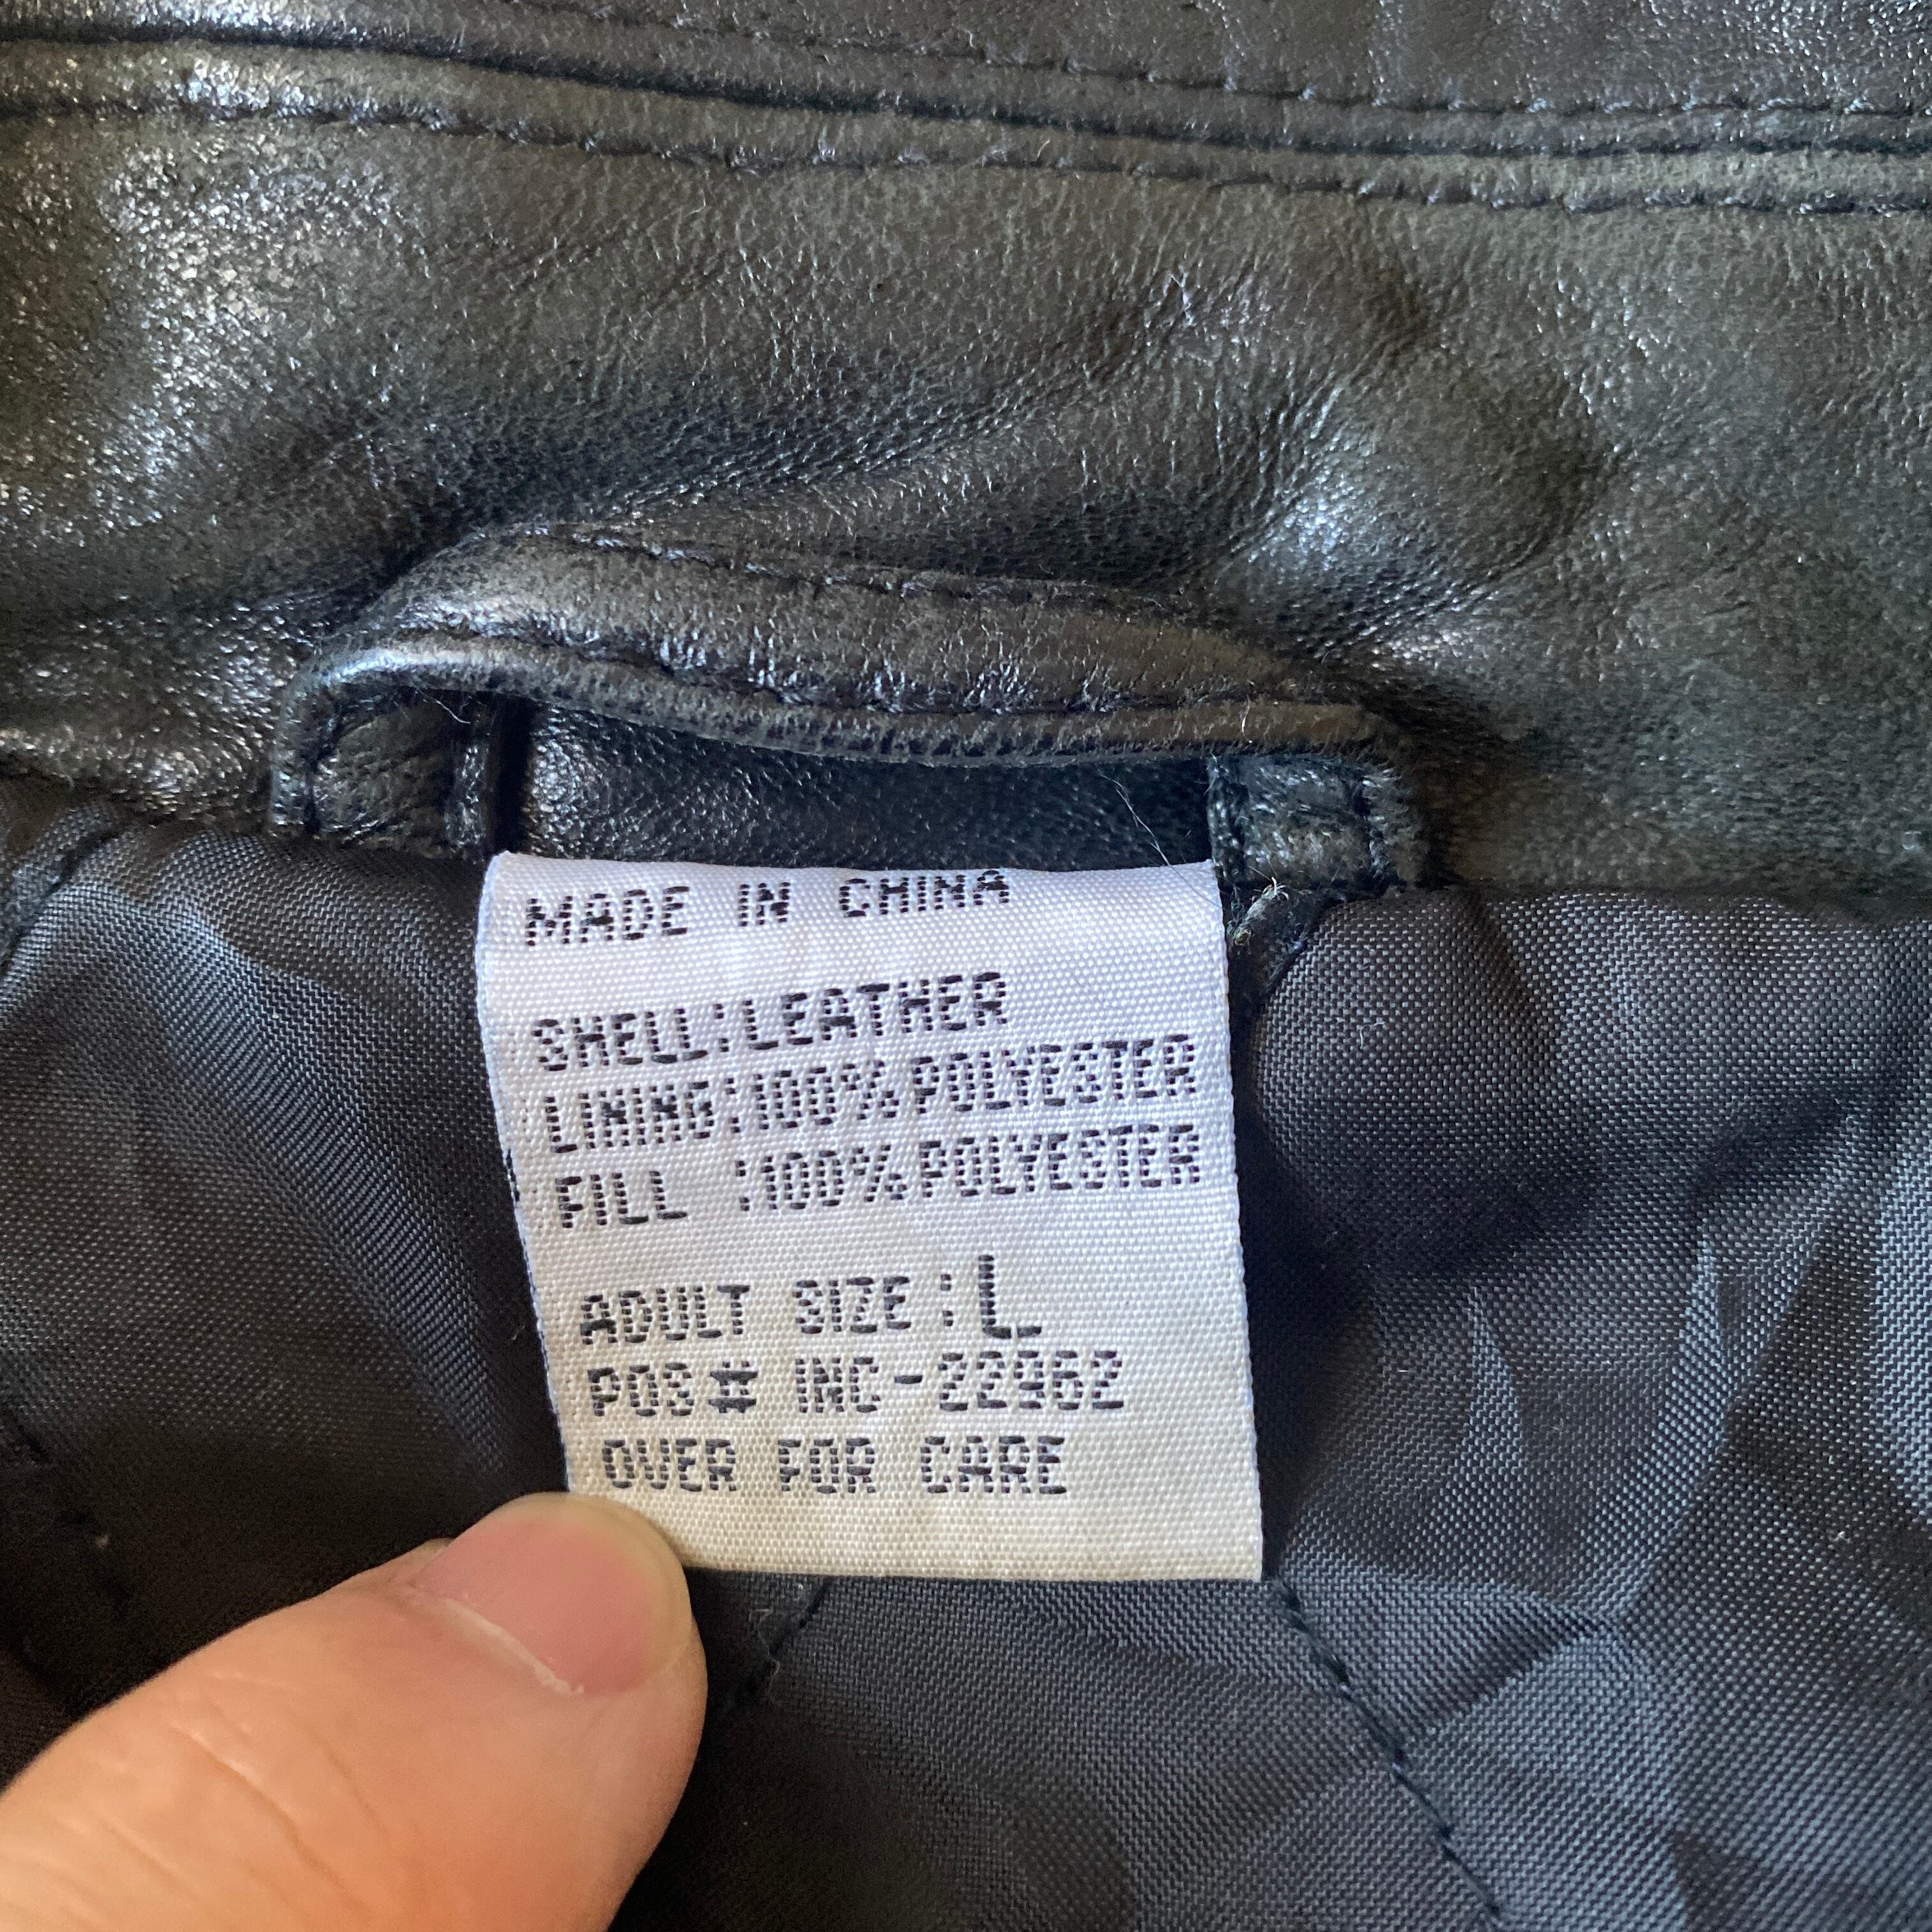 MADE IN CHINA
SHELL:LEATHER
LINING:100%POLYESTER
FILL :100%POLYESTER
ADULT SIZE:L
POS# INC-22962
OVER FOR CARE